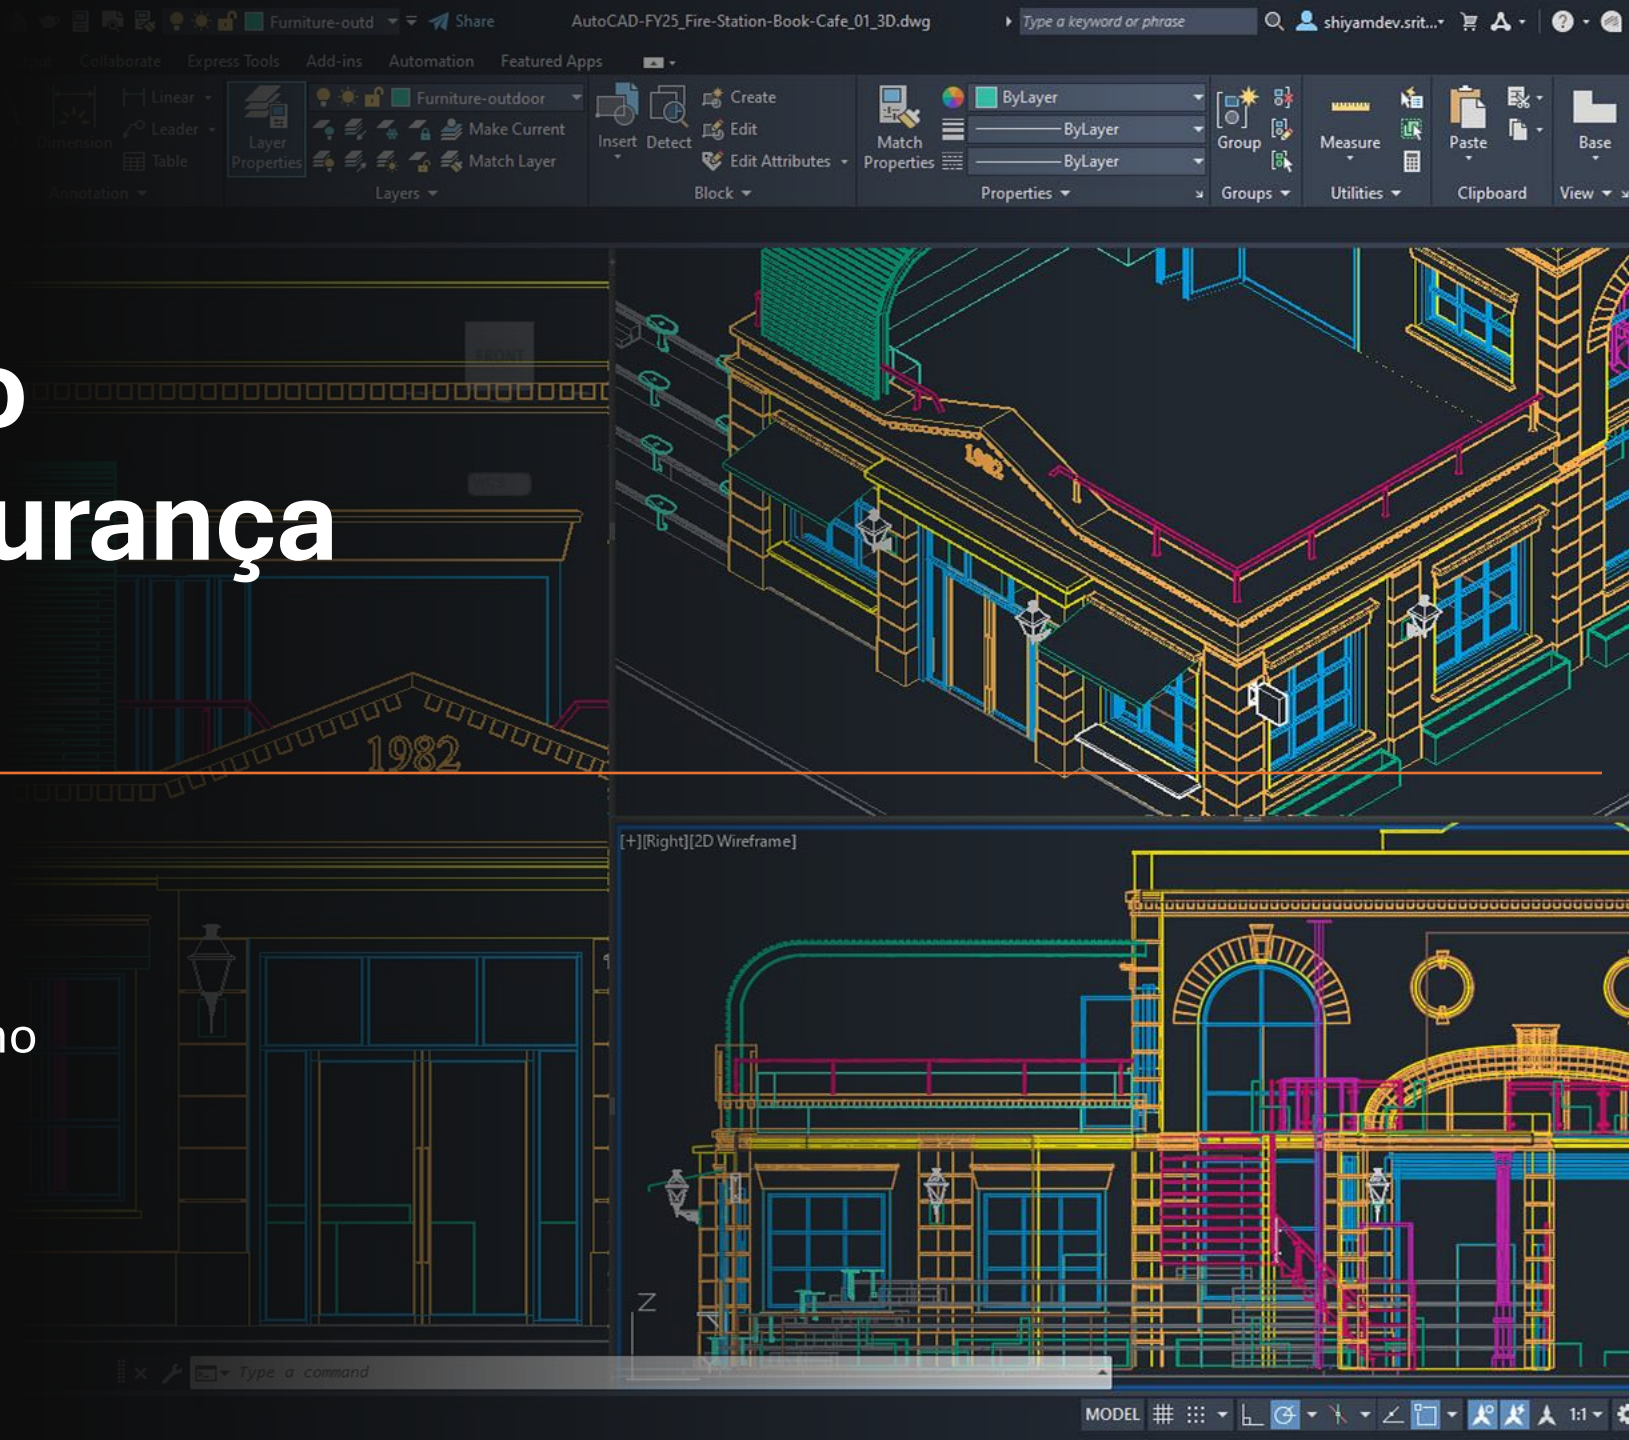 Furniture-outd
Share
AutoCAD-FY25_Fire-Station-Book-Cafe_01_3D.dwg
Type a keyword or phrase
shiyamdev.srit...
Collaborate
Express Tools
Add-ins
Automation
Featured Apps
Linear
Leader
Table
Dimension
Annotation
Layer
Properties
Furniture-outdoor
Make Current
Match Layer
Layers
Insert
Detect
Create
Edit
Edit Attributes
Block
Match
Properties
ByLayer
ByLayer
ByLayer
Properties
Group
Groups
Measure
Utilities
Paste
Clipboard
Base
View
FRONT
1982
o
urança
1982
[+][Right][2D Wireframe]
no
Z
Type a command
MODEL
1:1